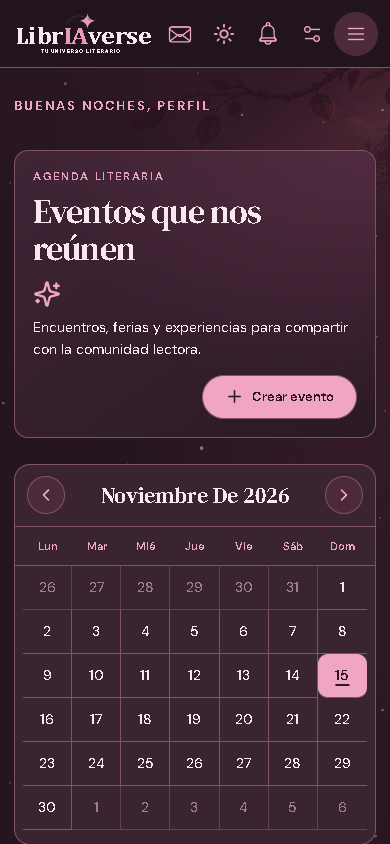 LibrIAverse
TU UNIVERSO LITERARIO
BUENAS NOCHES, PERFIL
AGENDA LITERARIA
Eventos que nos
reúnen
Encuentros, ferias y experiencias para compartir
con la comunidad lectora.
+ Crear evento
Noviembre De 2026
Lun Mar Mié Jue Vie Sáb Dom
26 27 28 29 30 31 1
2 3 4 5 6 7 8
9 10 11 12 13 14 15
16 17 18 19 20 21 22
23 24 25 26 27 28 29
30 1 2 3 4 5 6